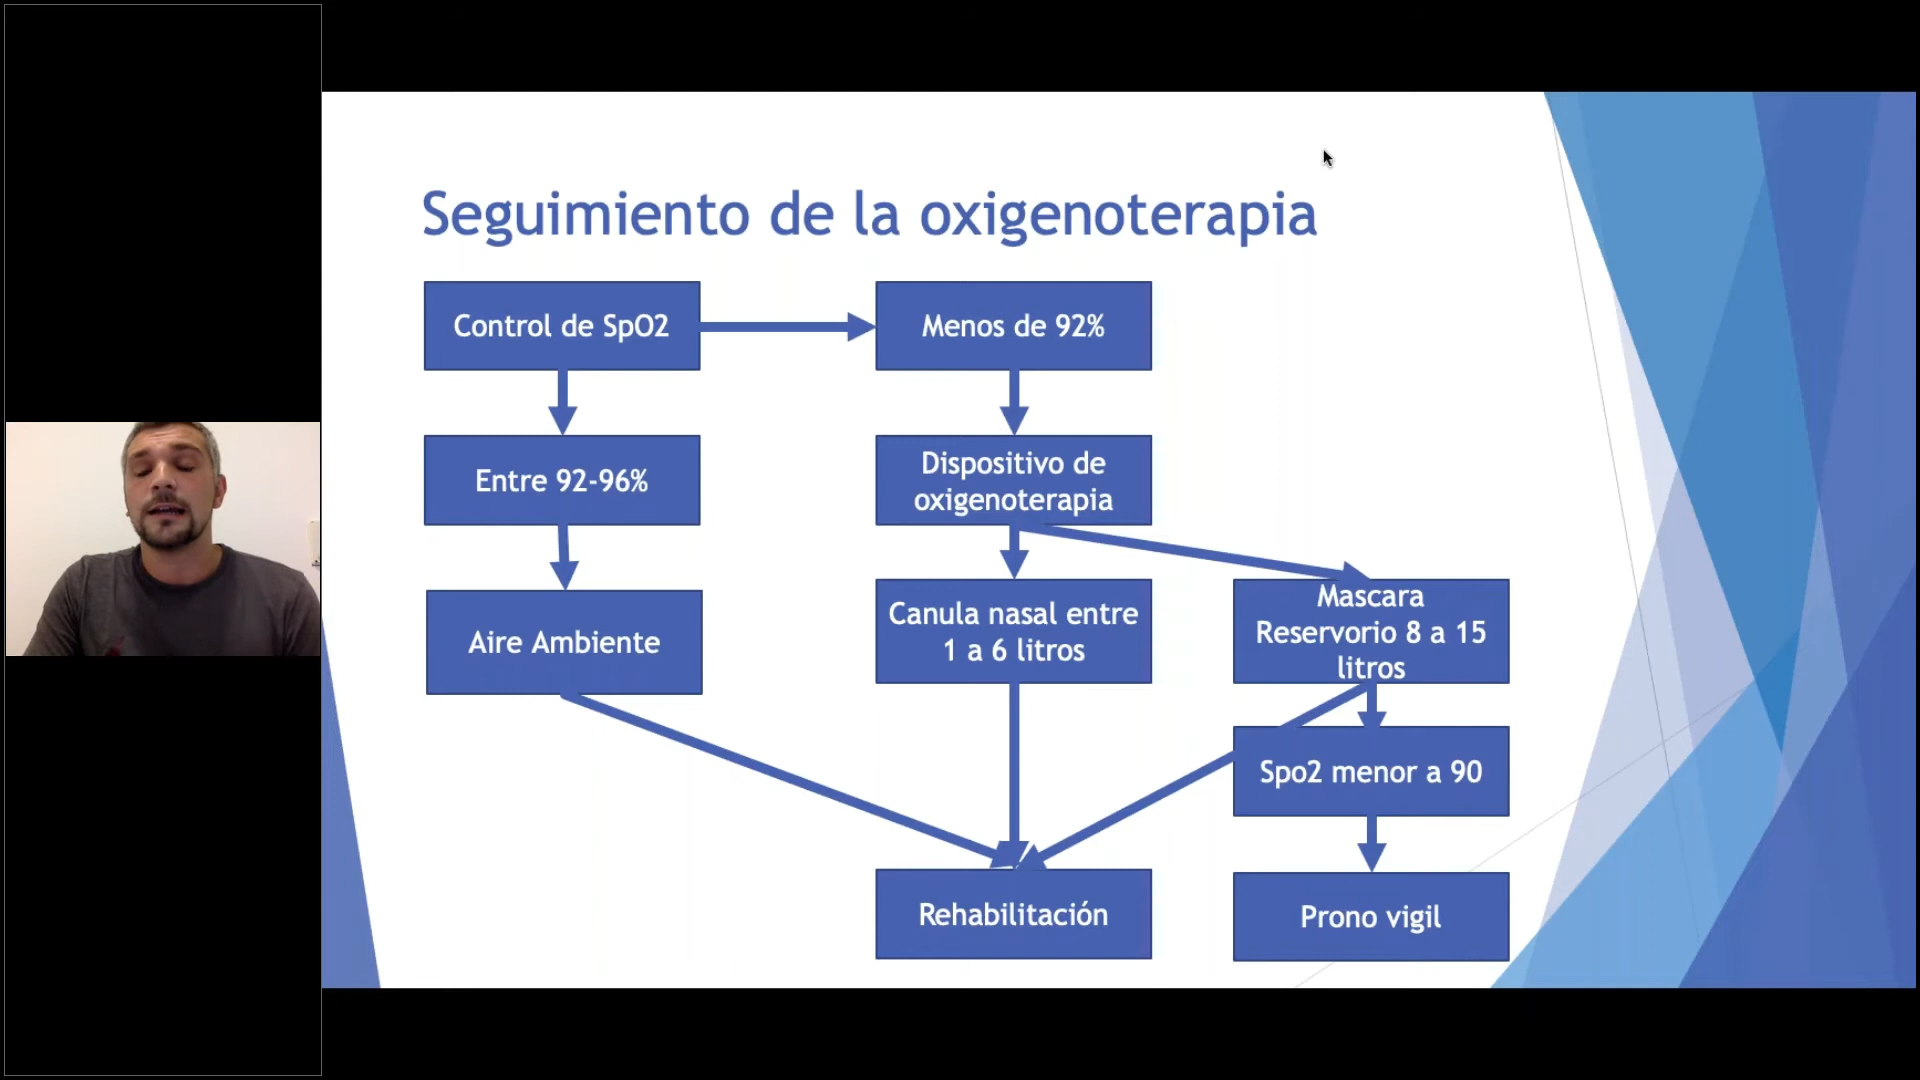 Seguimiento de la oxigenoterapia
Control de SpO2
Menos de 92%
Entre 92-96%
Dispositivo de
oxigenoterapia
Aire Ambiente
Canula nasal entre
1 a 6 litros
Mascara
Reservorio 8 a 15
litros
Spo2 menor a 90
Rehabilitación
Prono vigil